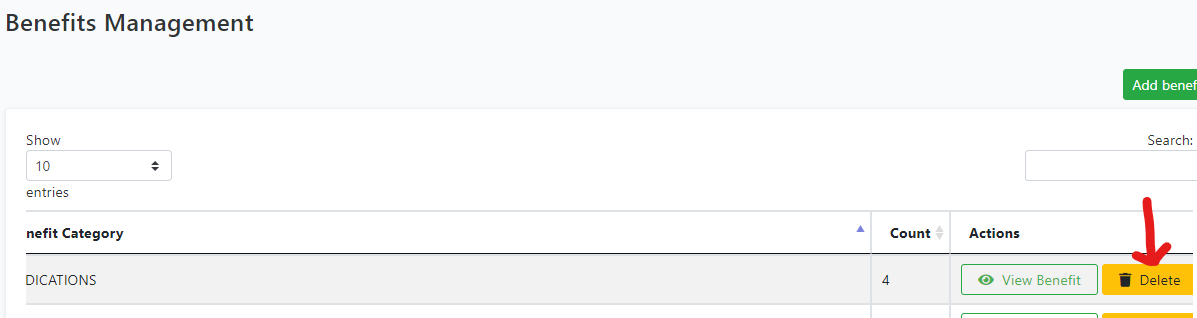 Benefits Management
Add benef
Show
Search:
10
entries
nefit Category
Count
Actions
DICATIONS
4
View Benefit
Delete